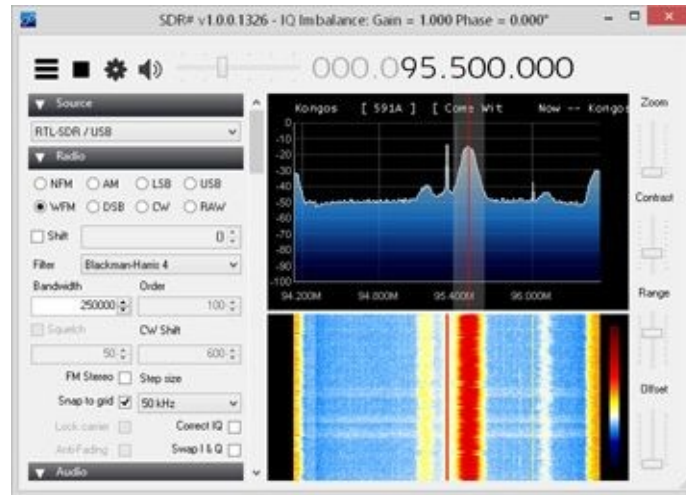 SDR# v1.0.0.1326 - IQ Imbalance: Gain = 1.000 Phase = 0.000°
000.095.500.000
Source
RTL-SDR / USB
Radio
NFM AM LSB USB
WFM DSB CW RAW
Shift 0
Filter Blackman-Harris 4
Bandwidth Order
250000 100
Squelch CW Shift
50 600
FM Stereo Step size
Snap to grid 50 kHz
Lock carrier Correct IQ
Anti-Fading Swap I & Q
Audio
Kongos [ 591A ] [ Come Wit Now -- Kongos
0
-10
-20
-30
-40
-50
-60
-70
-80
-90
-100
94.200M 94.800M 95.400M 96.000M
Zoom
Contrast
Range
Offset